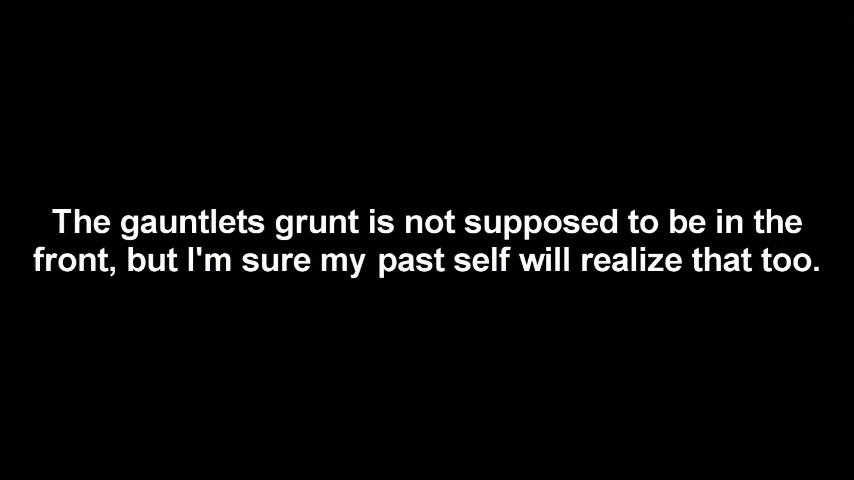 The gauntlets grunt is not supposed to be in the
front, but I'm sure my past self will realize that too.